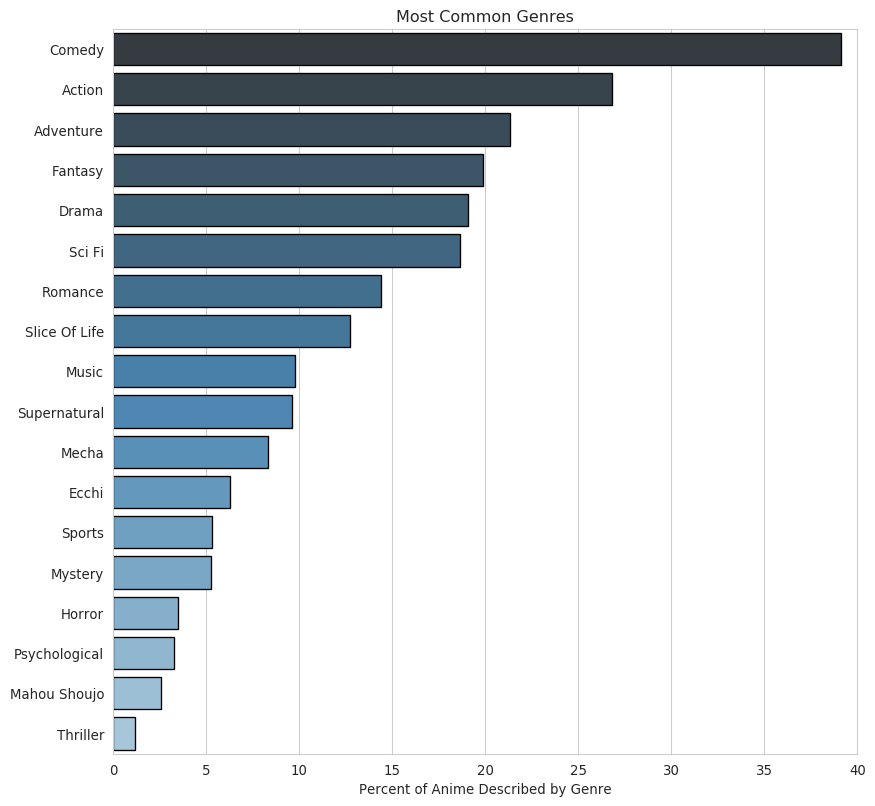 Most Common Genres
Comedy
Action
Adventure
Fantasy
Drama
Sci Fi
Romance
Slice Of Life
Music
Supernatural
Mecha
Ecchi
Sports
Mystery
Horror
Psychological
Mahou Shoujo
Thriller
0 5 10 15 20 25 30 35 40
Percent of Anime Described by Genre